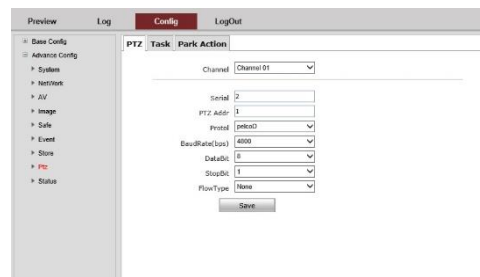 Preview Log Config LogOut
Base Config
Advance Config
System
NetWork
AV
Image
Safe
Event
Store
Ptz
Status
PTZ Task Park Action
Channel Channel 01
Serial 2
PTZ Addr 1
Protol pelcoD
BaudRate(bps) 4800
DataBit 8
StopBit 1
FlowType None
Save